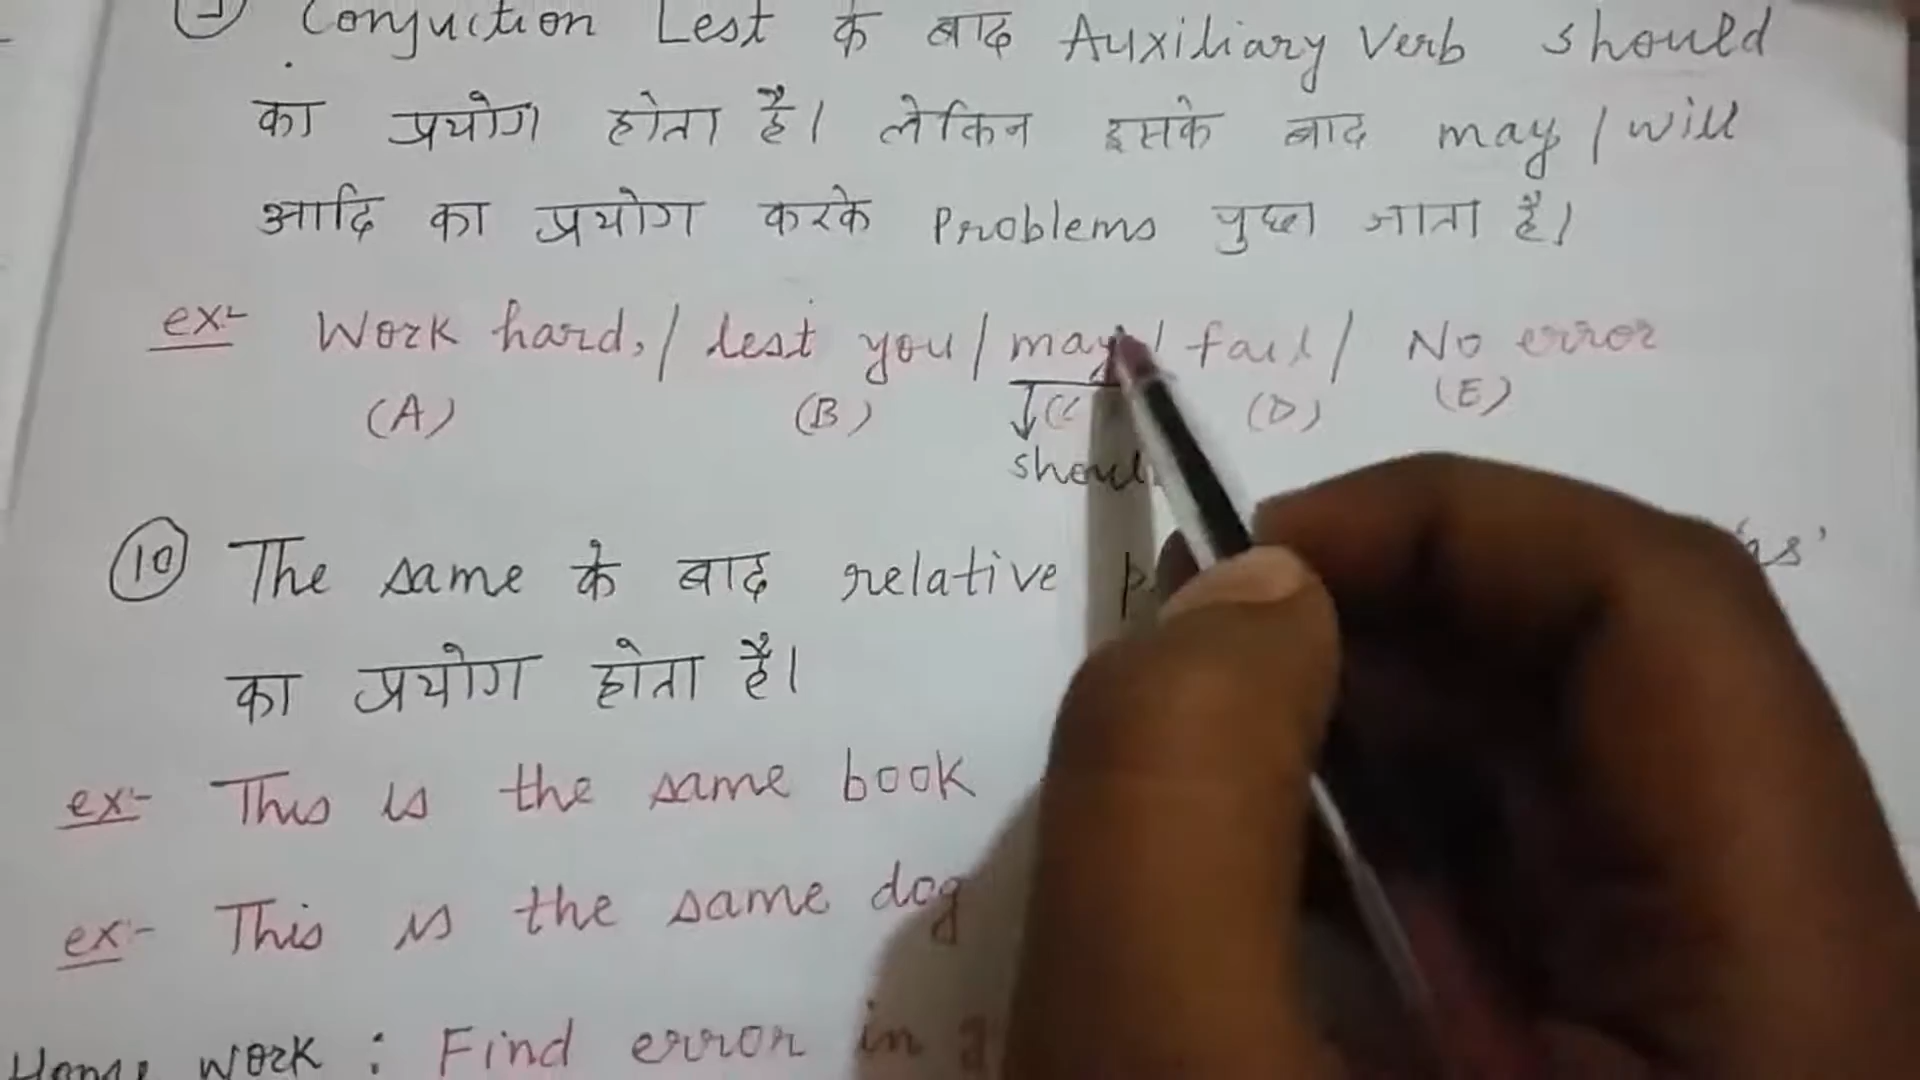 Conjuction Lest के बाद Auxiliary Verb should
का प्रयोग होता है। लेकिन इसके बाद may / will
आदि का प्रयोग करके Problems पुछा जाता है।
ex:- Work hard, / lest you / may / fail / No error
(A) (B) (C (D) (E)
shoul
10 The same के बाद relative 'as'
का प्रयोग होता है।
ex:- This is the same book
ex:- This is the same dog
Home Work : Find error in